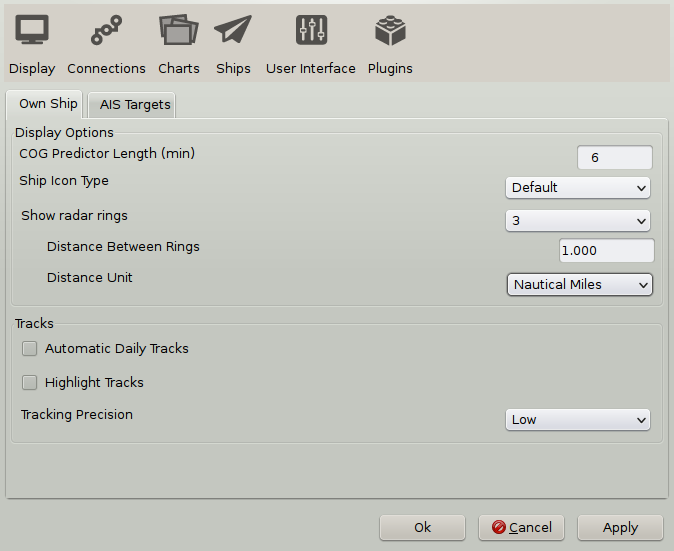 Display Connections Charts Ships User Interface Plugins
Own Ship AIS Targets
Display Options
COG Predictor Length (min) 6
Ship Icon Type Default
Show radar rings 3
Distance Between Rings 1.000
Distance Unit Nautical Miles
Tracks
Automatic Daily Tracks
Highlight Tracks
Tracking Precision Low
Ok Cancel Apply